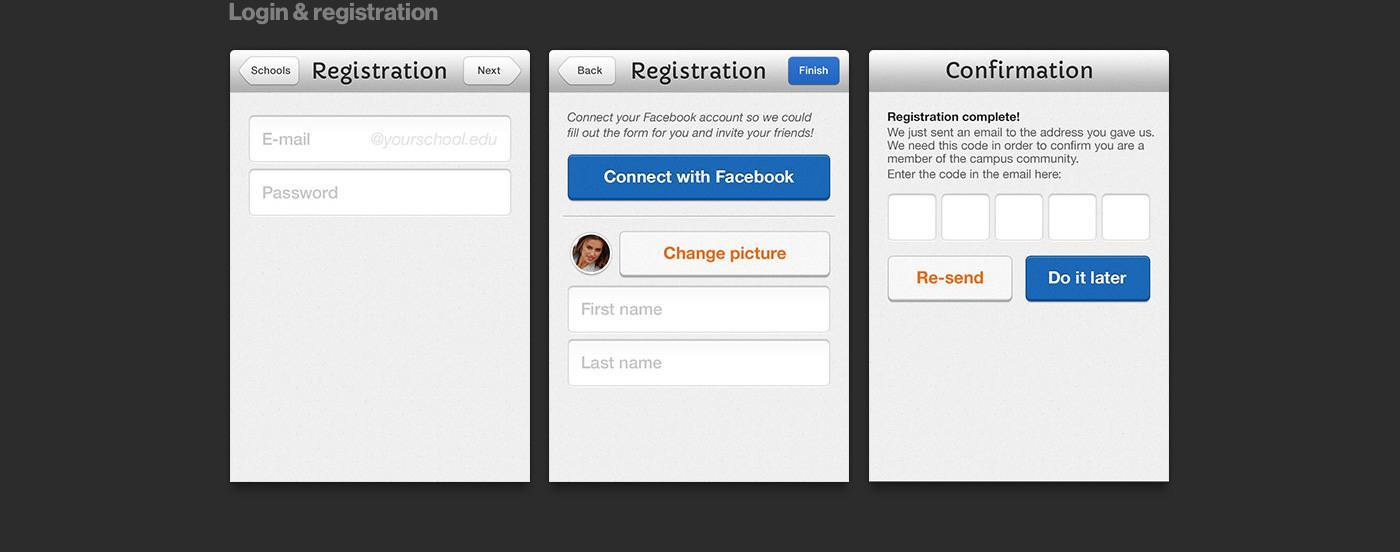 Login & registration
Schools
Registration
Next
E-mail
@yourschool.edu
Password
Back
Registration
Finish
Connect your Facebook account so we could
fill out the form for you and invite your friends!
Connect with Facebook
Change picture
First name
Last name
Confirmation
Registration complete!
We just sent an email to the address you gave us.
We need this code in order to confirm you are a
member of the campus community.
Enter the code in the email here:
Re-send
Do it later